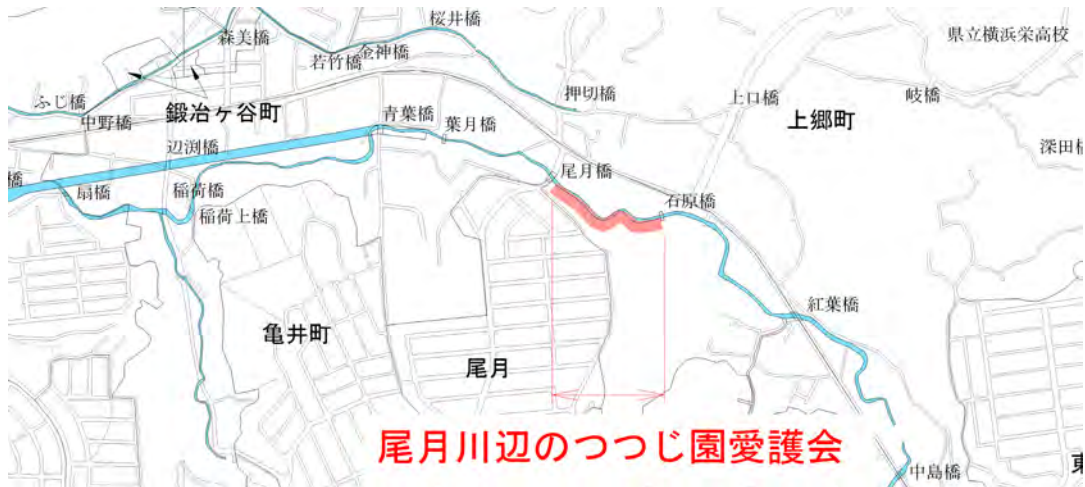 桜井橋
森美橋
県立横浜栄高校
金神橋
若竹橋
ふじ橋
押切橋
上口橋
岐橋
中野橋
鍛冶ヶ谷町
青葉橋
葉月橋
上郷町
辺渕橋
深田
尾月橋
橋
扇橋
稲荷橋
石原橋
稲荷上橋
紅葉橋
亀井町
尾月
尾月川辺のつつじ園愛護会
中島橋
東